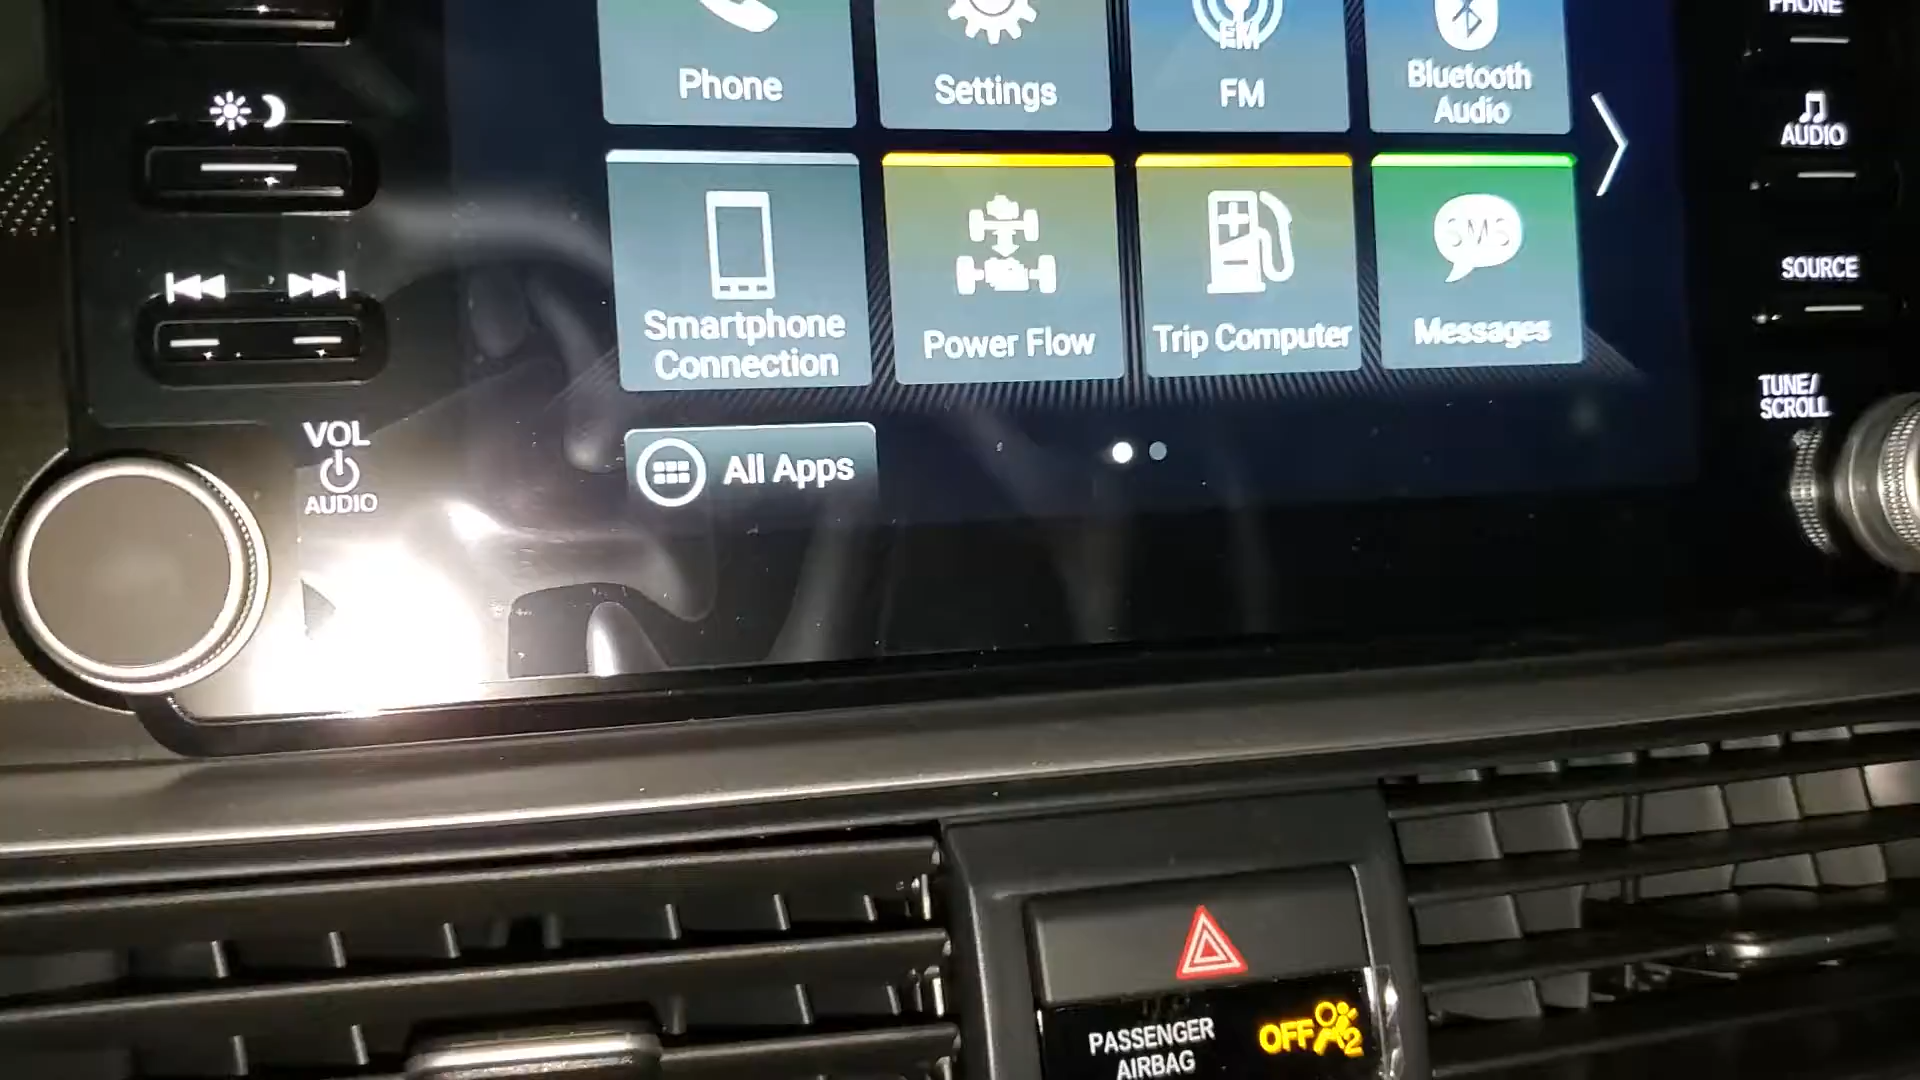 PHONE
Phone
Settings
FM
FM
Bluetooth
Audio
AUDIO
SMS
SOURCE
Smartphone
Connection
Power Flow
Trip Computer
Messages
TUNE/
SCROLL
VOL
AUDIO
All Apps
PASSENGER
AIRBAG
OFF
2